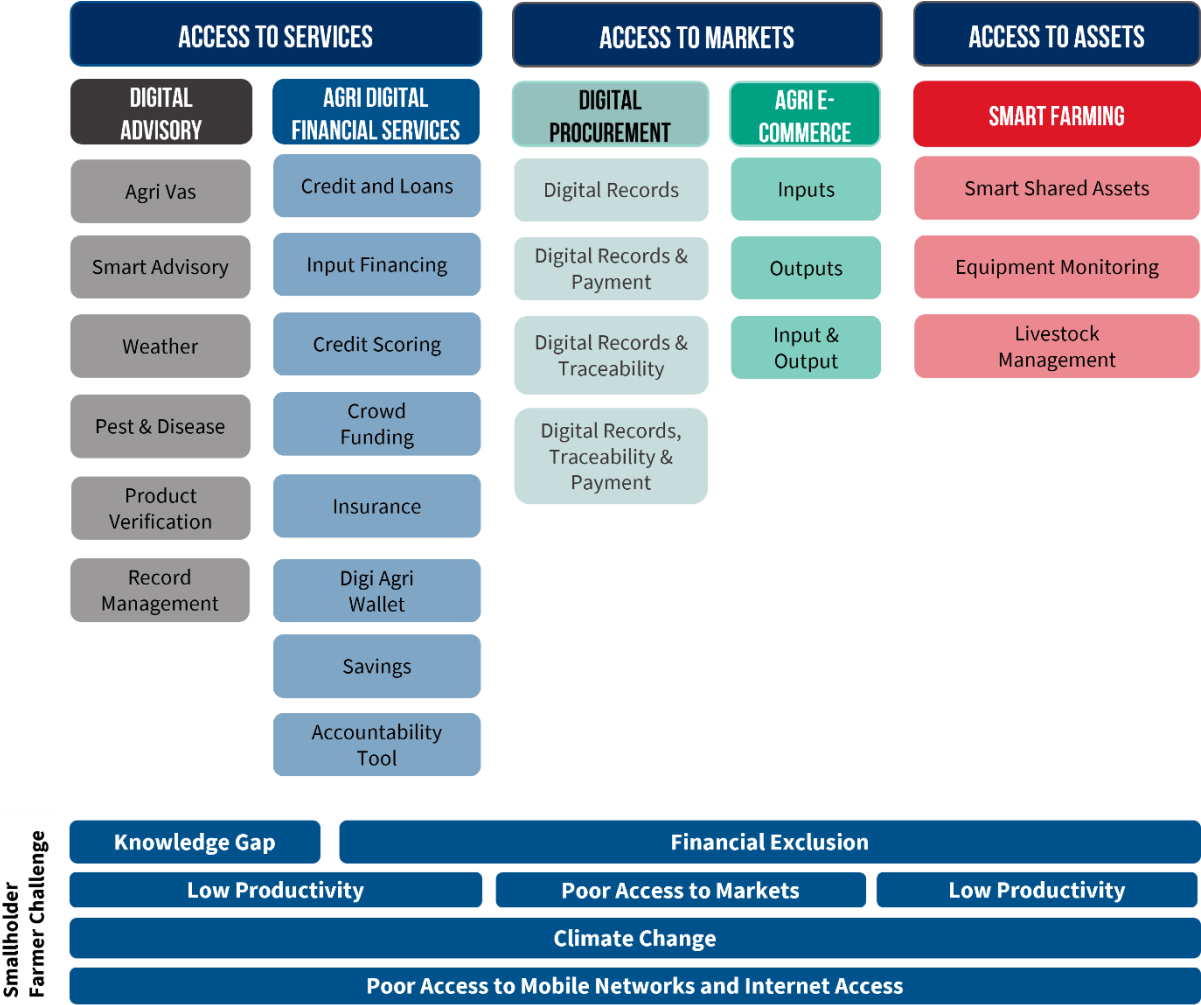 ACCESS TO SERVICES
DIGITAL
ADVISORY
Agri Vas
Smart Advisory
Weather
Pest & Disease
Product
Verification
Record
Management
AGRI DIGITAL
FINANCIAL SERVICES
Credit and Loans
Input Financing
Credit Scoring
Crowd
Funding
Insurance
Digi Agri
Wallet
Savings
Accountability
Tool
ACCESS TO MARKETS
DIGITAL
PROCUREMENT
Digital Records
Digital Records &
Payment
Digital Records &
Traceability
Digital Records,
Traceability &
Payment
AGRI E-
COMMERCE
Inputs
Outputs
Input &
Output
ACCESS TO ASSETS
SMART FARMING
Smart Shared Assets
Equipment Monitoring
Livestock
Management
Smallholder
Farmer Challenge
Knowledge Gap
Financial Exclusion
Low Productivity
Poor Access to Markets
Low Productivity
Climate Change
Poor Access to Mobile Networks and Internet Access